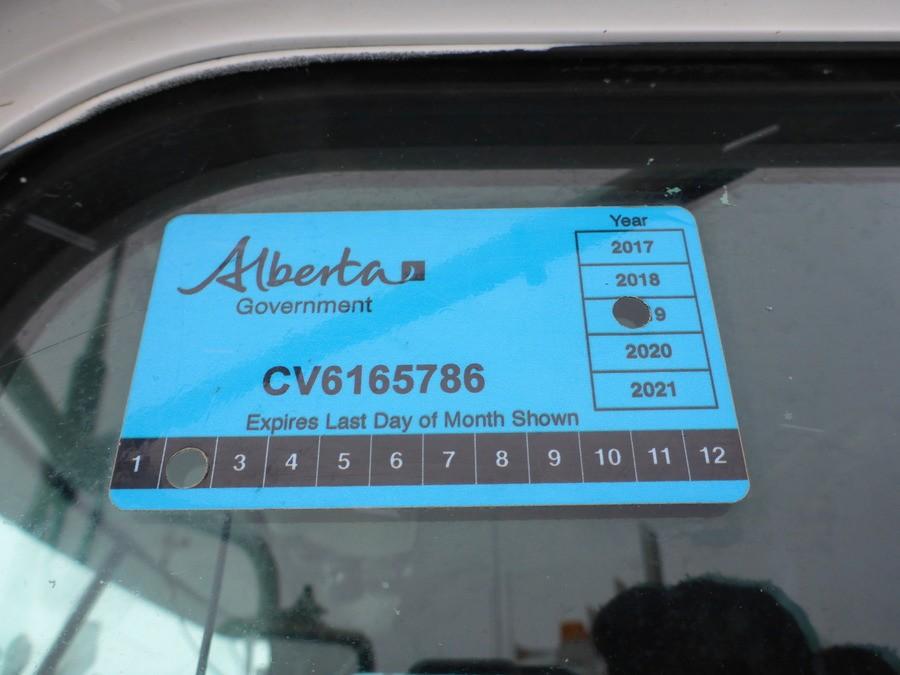 Alberta
Government
Year
2017
2018
9
2020
2021
CV6165786
Expires Last Day of Month Shown
1 3 4 5 6 7 8 9 10 11 12